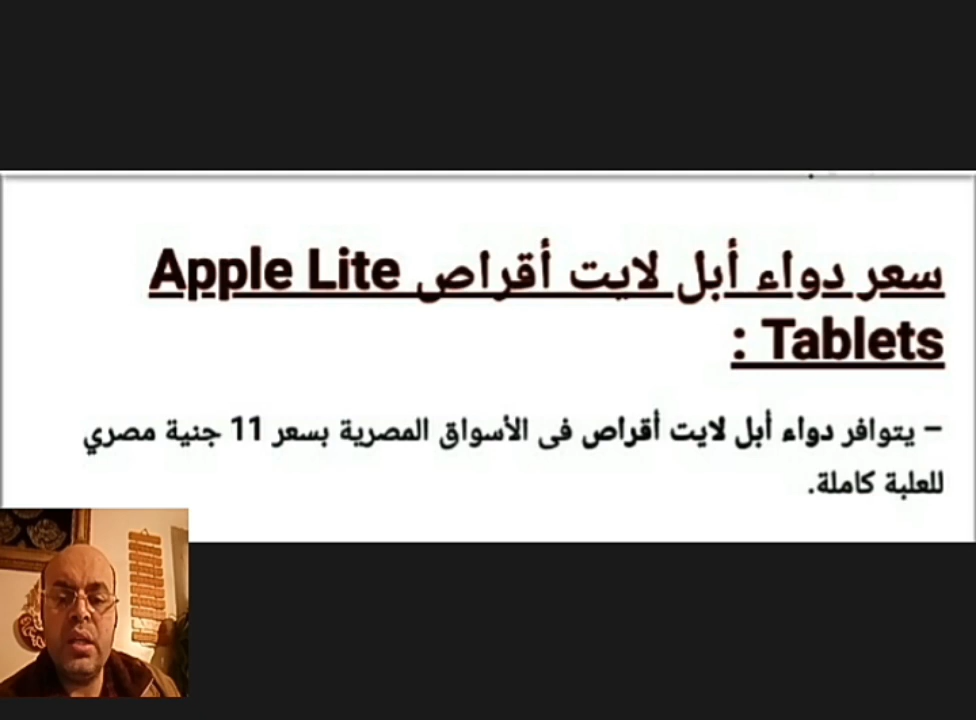 سعر دواء أبل لايت أقراص Apple Lite
Tablets :
– يتوافر دواء أبل لايت أقراص فى الأسواق المصرية بسعر 11 جنية مصري
للعلبة كاملة.